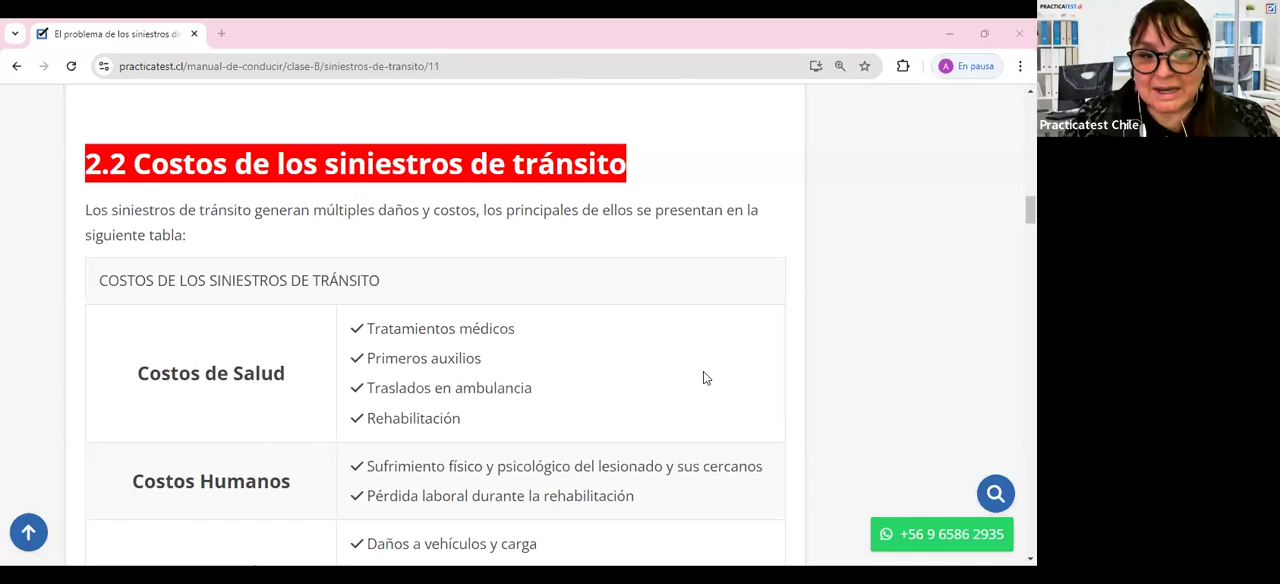 El problema de los siniestros de
practicatest.cl/manual-de-conducir/clase-B/siniestros-de-transito/11
A
En pausa
PRACTICATEST.cl
Practicatest Chile
2.2 Costos de los siniestros de tránsito
Los siniestros de tránsito generan múltiples daños y costos, los principales de ellos se presentan en la
siguiente tabla:
COSTOS DE LOS SINIESTROS DE TRÁNSITO
Costos de Salud
Tratamientos médicos
Primeros auxilios
Traslados en ambulancia
Rehabilitación
Costos Humanos
Sufrimiento físico y psicológico del lesionado y sus cercanos
Pérdida laboral durante la rehabilitación
Daños a vehículos y carga
+56 9 6586 2935